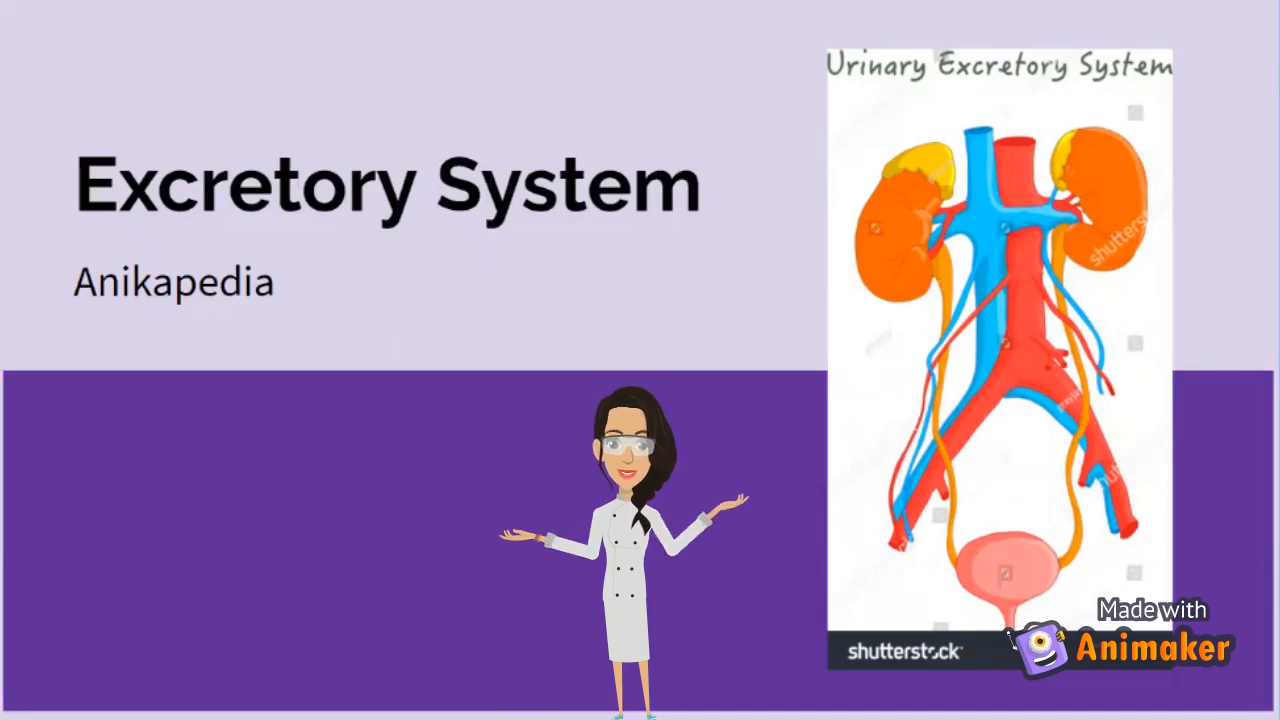 Urinary Excretory System
Excretory System
Anikapedia
shutterstock
Made with
Animaker